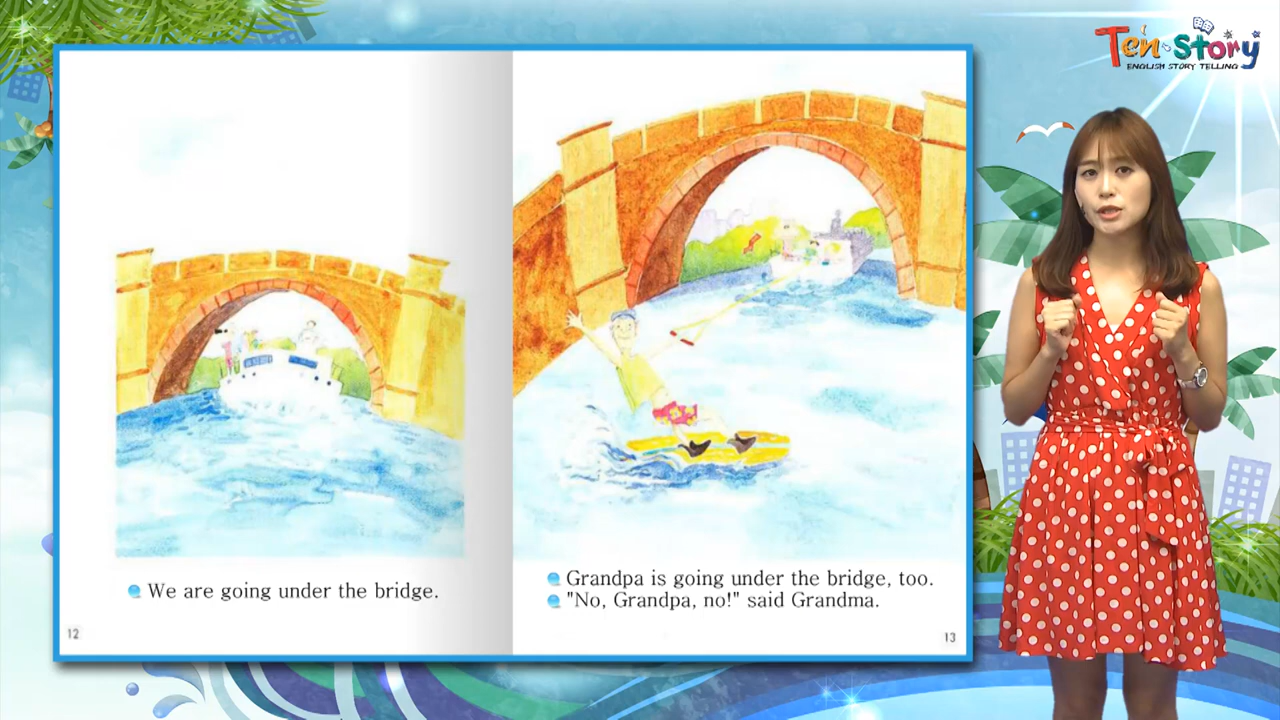 Ten Story
ENGLISH STORY TELLING
We are going under the bridge.
12
Grandpa is going under the bridge, too.
"No, Grandpa, no!" said Grandma.
13